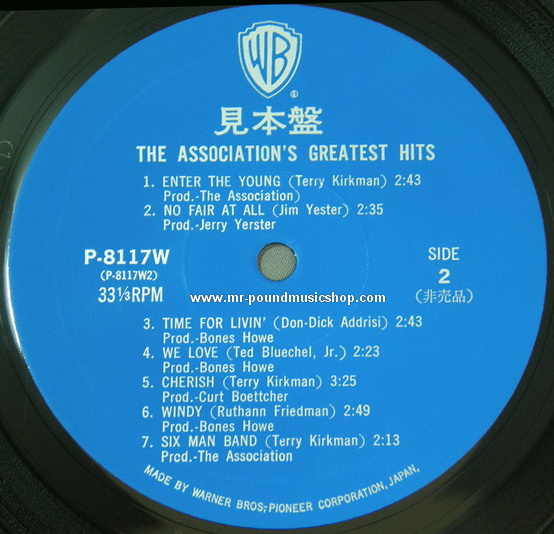 WB
®
見本盤
THE ASSOCIATION'S GREATEST HITS
1. ENTER THE YOUNG (Terry Kirkman) 2:43
Prod.-The Association)
2. NO FAIR AT ALL (Jim Yester) 2:35
Prod.-Jerry Yerster
P-8117W
(P-8117W2)
33⅓RPM
SIDE
2
(非売品)
www.mr-poundmusicshop.com
3. TIME FOR LIVIN' (Don-Dick Addrisi) 2:43
Prod.-Bones Howe
4. WE LOVE (Ted Bluechel, Jr.) 2:23
Prod.-Bones Howe
5. CHERISH (Terry Kirkman) 3:25
Prod.-Curt Boettcher
6. WINDY (Ruthann Friedman) 2:49
Prod.-Bones Howe
7. SIX MAN BAND (Terry Kirkman) 2:13
Prod.-The Association
MADE BY WARNER BROS; PIONEER CORPORATION, JAPAN,